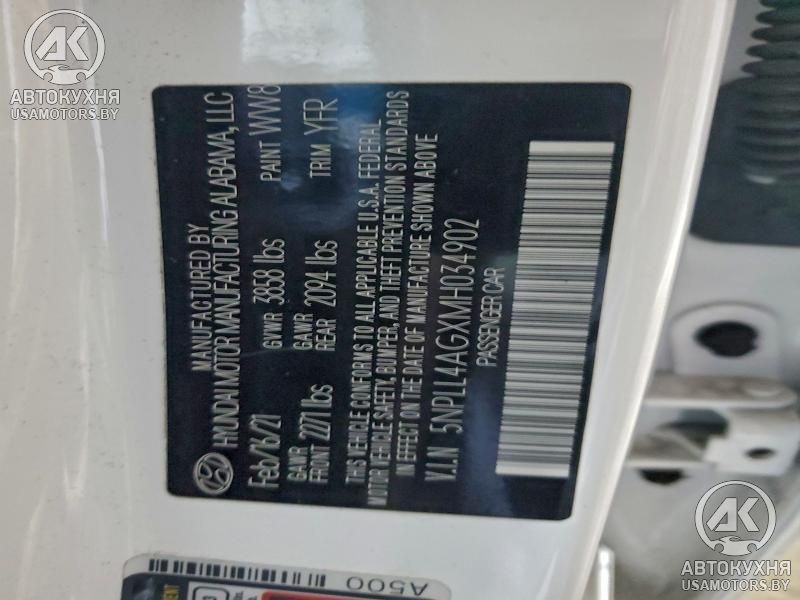 MANUFACTURED BY
HYUNDAI MOTOR MANUFACTURING ALABAMA, LLC
Feb/16/21 GVWR 3858 lbs PAINT WW8
GAWR GAWR
FRONT 2271 lbs REAR 2094 lbs TRIM YFR
THIS VEHICLE CONFORMS TO ALL APPLICABLE U.S.A. FEDERAL
MOTOR VEHICLE SAFETY, BUMPER, AND THEFT PREVENTION STANDARDS
IN EFFECT ON THE DATE OF MANUFACTURE SHOWN ABOVE
V.I.N 5NPLL4AGXMH034902
PASSENGER CAR
A500
AK
АВТОКУХНЯ
USAMOTORS.BY
AK
АВТОКУХНЯ
USAMOTORS.BY